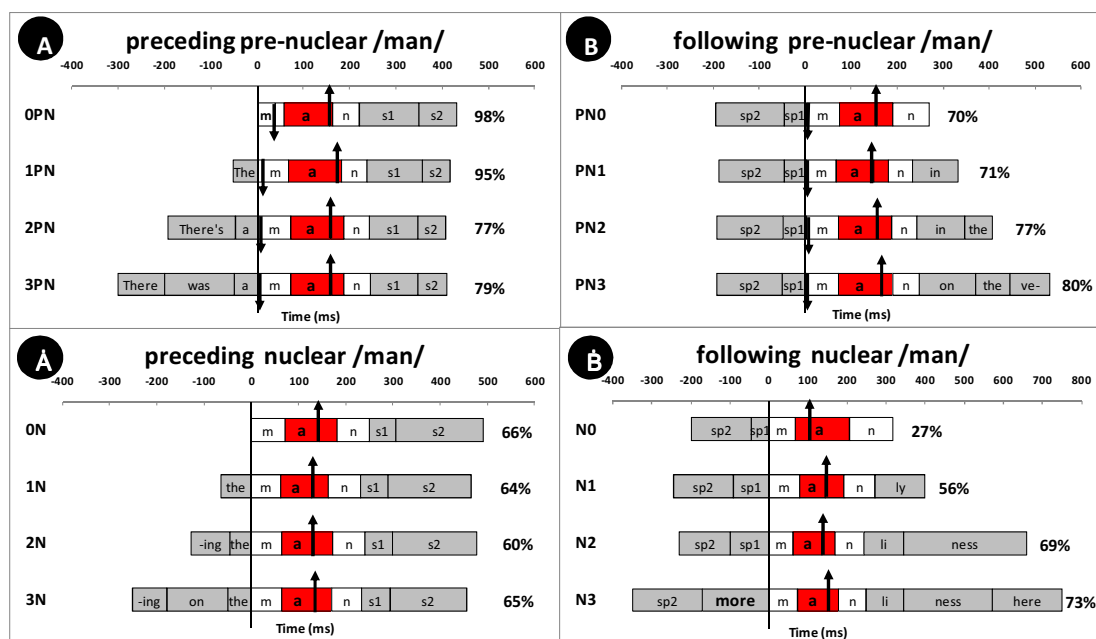 A
preceding pre-nuclear /man/
-400 -300 -200 -100 0 100 200 300 400 500 600
0PN m a n s1 s2 98%
1PN The m a n s1 s2 95%
2PN There's a m a n s1 s2 77%
3PN There was a m a n s1 s2 79%
Time (ms)
B
following pre-nuclear /man/
-400 -300 -200 -100 0 100 200 300 400 500 600
PN0 sp2 sp1 m a n 70%
PN1 sp2 sp1 m a n in 71%
PN2 sp2 sp1 m a n in the 77%
PN3 sp2 sp1 m a n on the ve- 80%
Time (ms)
A
preceding nuclear /man/
-400 -300 -200 -100 0 100 200 300 400 500 600
0N m a n s1 s2 66%
1N the m a n s1 s2 64%
2N -ing the m a n s1 s2 60%
3N -ing on the m a n s1 s2 65%
Time (ms)
B
following nuclear /man/
-400 -300 -200 -100 0 100 200 300 400 500 600 700 800
N0 sp2 sp1 m a n 27%
N1 sp2 sp1 m a n ly 56%
N2 sp2 sp1 m a n li ness 69%
N3 sp2 more m a n li ness here 73%
Time (ms)